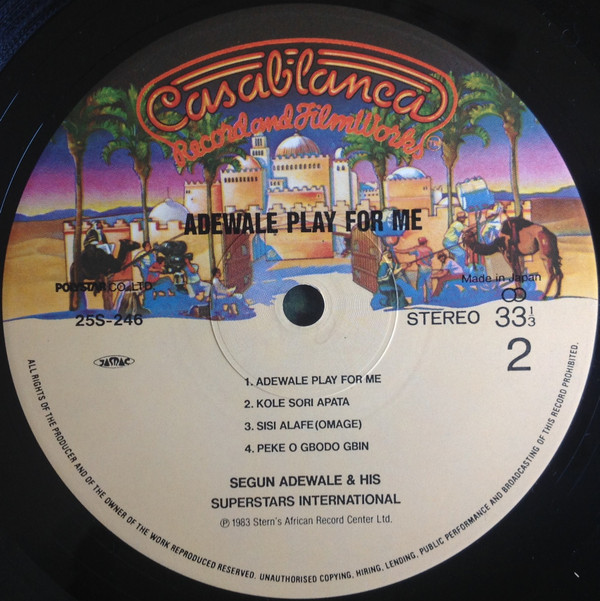 Casablanca
Record and FilmWorks
TM
ADEWALE PLAY FOR ME
POLYSTAR CO., LTD.
Made in Japan
25S-246
STEREO 33 1/3
2
JASRAC
1. ADEWALE PLAY FOR ME
2. KOLE SORI APATA
3. SISI ALAFE (OMAGE)
4. PEKE O GBODO GBIN
SEGUN ADEWALE & HIS
SUPERSTARS INTERNATIONAL
℗ 1983 Stern's African Record Center Ltd.
ALL RIGHTS OF THE PRODUCER AND OF THE OWNER OF THE WORK REPRODUCED RESERVED. UNAUTHORISED COPYING, HIRING, LENDING, PUBLIC PERFORMANCE AND BROADCASTING OF THIS RECORD PROHIBITED.